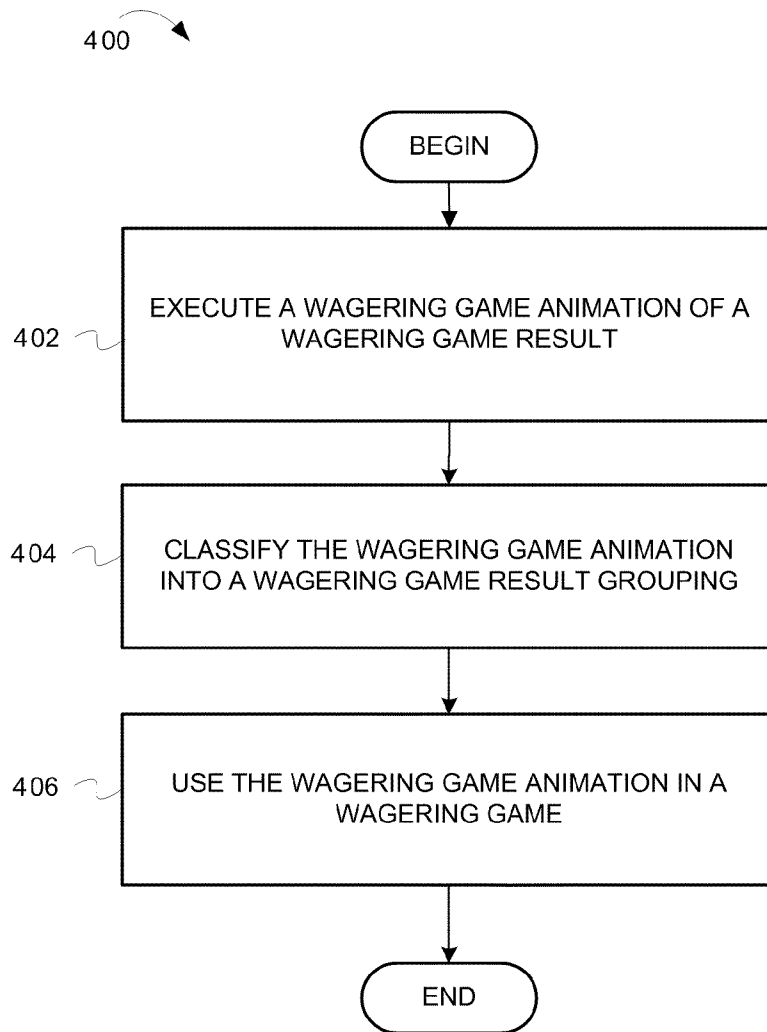 400
BEGIN
402
EXECUTE A WAGERING GAME ANIMATION OF A
WAGERING GAME RESULT
404
CLASSIFY THE WAGERING GAME ANIMATION
INTO A WAGERING GAME RESULT GROUPING
406
USE THE WAGERING GAME ANIMATION IN A
WAGERING GAME
END